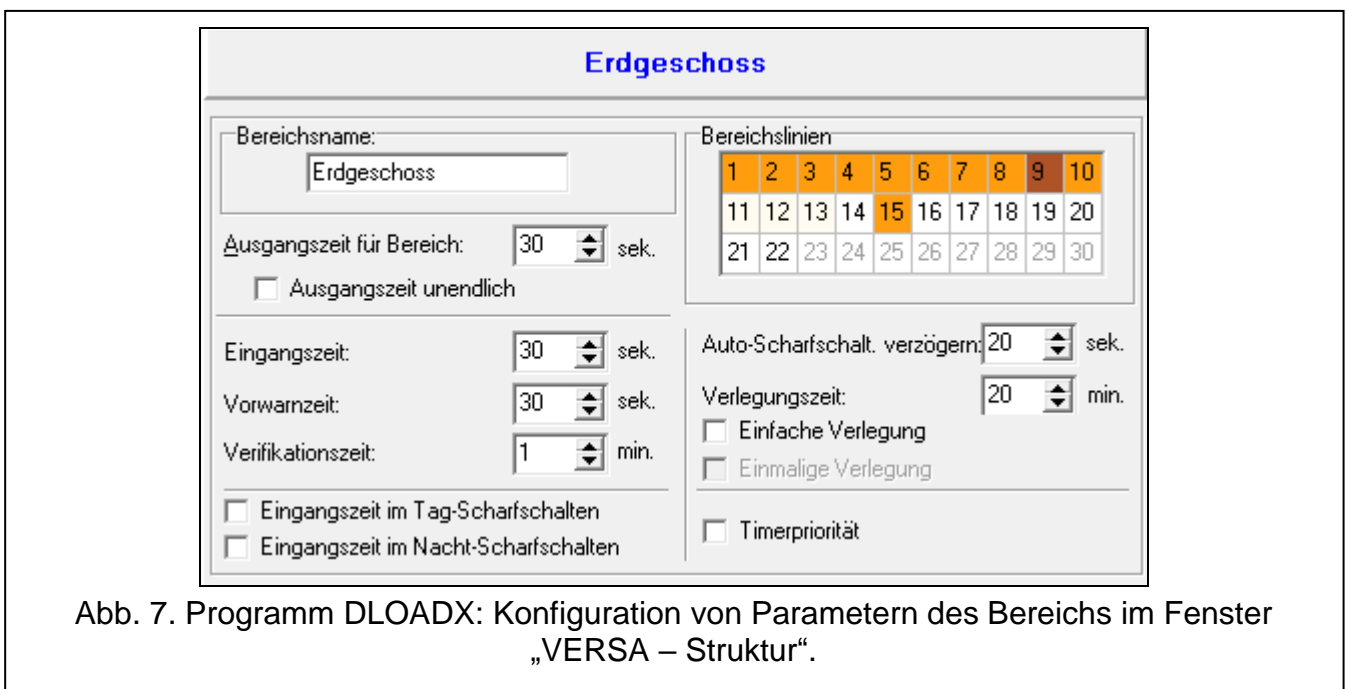 Erdgeschoss
Bereichsname:
Erdgeschoss
Ausgangszeit für Bereich: 30 sek.
Ausgangszeit unendlich
Bereichslinien
1 2 3 4 5 6 7 8 9 10
11 12 13 14 15 16 17 18 19 20
21 22 23 24 25 26 27 28 29 30
Eingangszeit: 30 sek.
Vorwarnzeit: 30 sek.
Verifikationszeit: 1 min.
Auto-Scharfschalt. verzögern: 20 sek.
Verlegungszeit: 20 min.
Einfache Verlegung
Einmalige Verlegung
Eingangszeit im Tag-Scharfschalten
Eingangszeit im Nacht-Scharfschalten
Timerpriorität
Abb. 7. Programm DLOADX: Konfiguration von Parametern des Bereichs im Fenster
„VERSA – Struktur“.